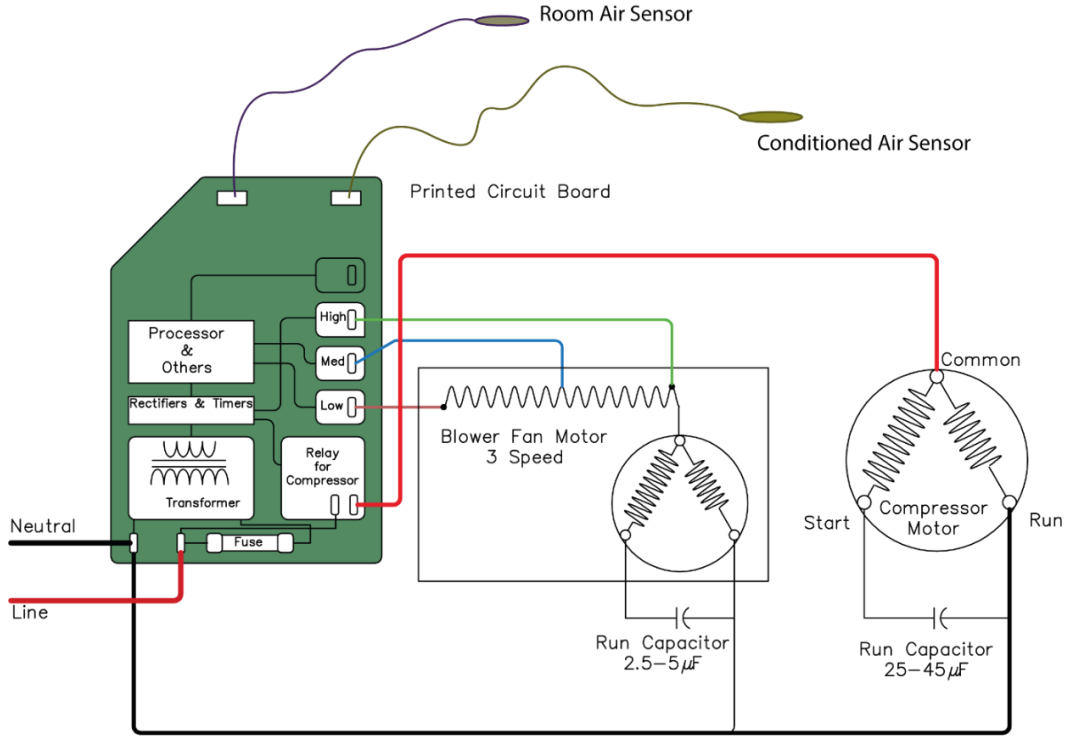 Room Air Sensor
Conditioned Air Sensor
Printed Circuit Board
High
Processor
&
Others
Med
Common
Rectifiers & Timers
Low
Blower Fan Motor
3 Speed
Relay
for
Compressor
Transformer
Neutral
Fuse
Start
Compressor
Motor
Run
Line
Run Capacitor
2.5-5μF
Run Capacitor
25-45μF